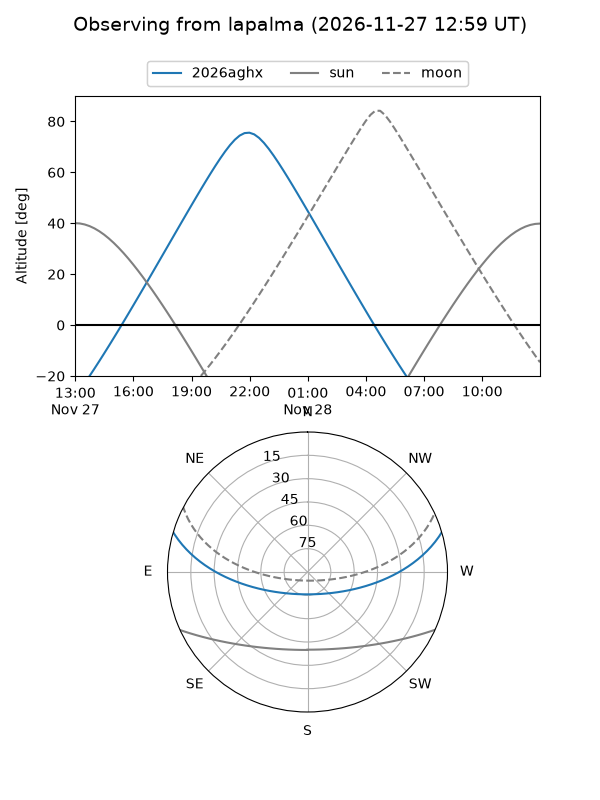 Observing from lapalma (2026-11-27 12:59 UT)
2026aghx sun moon
Altitude [deg]
80
60
40
20
0
−20
13:00 16:00 19:00 22:00 01:00 04:00 07:00 10:00
Nov 27 Nov 28
N
NE NW
15
30
45
60
75
E W
SE SW
S